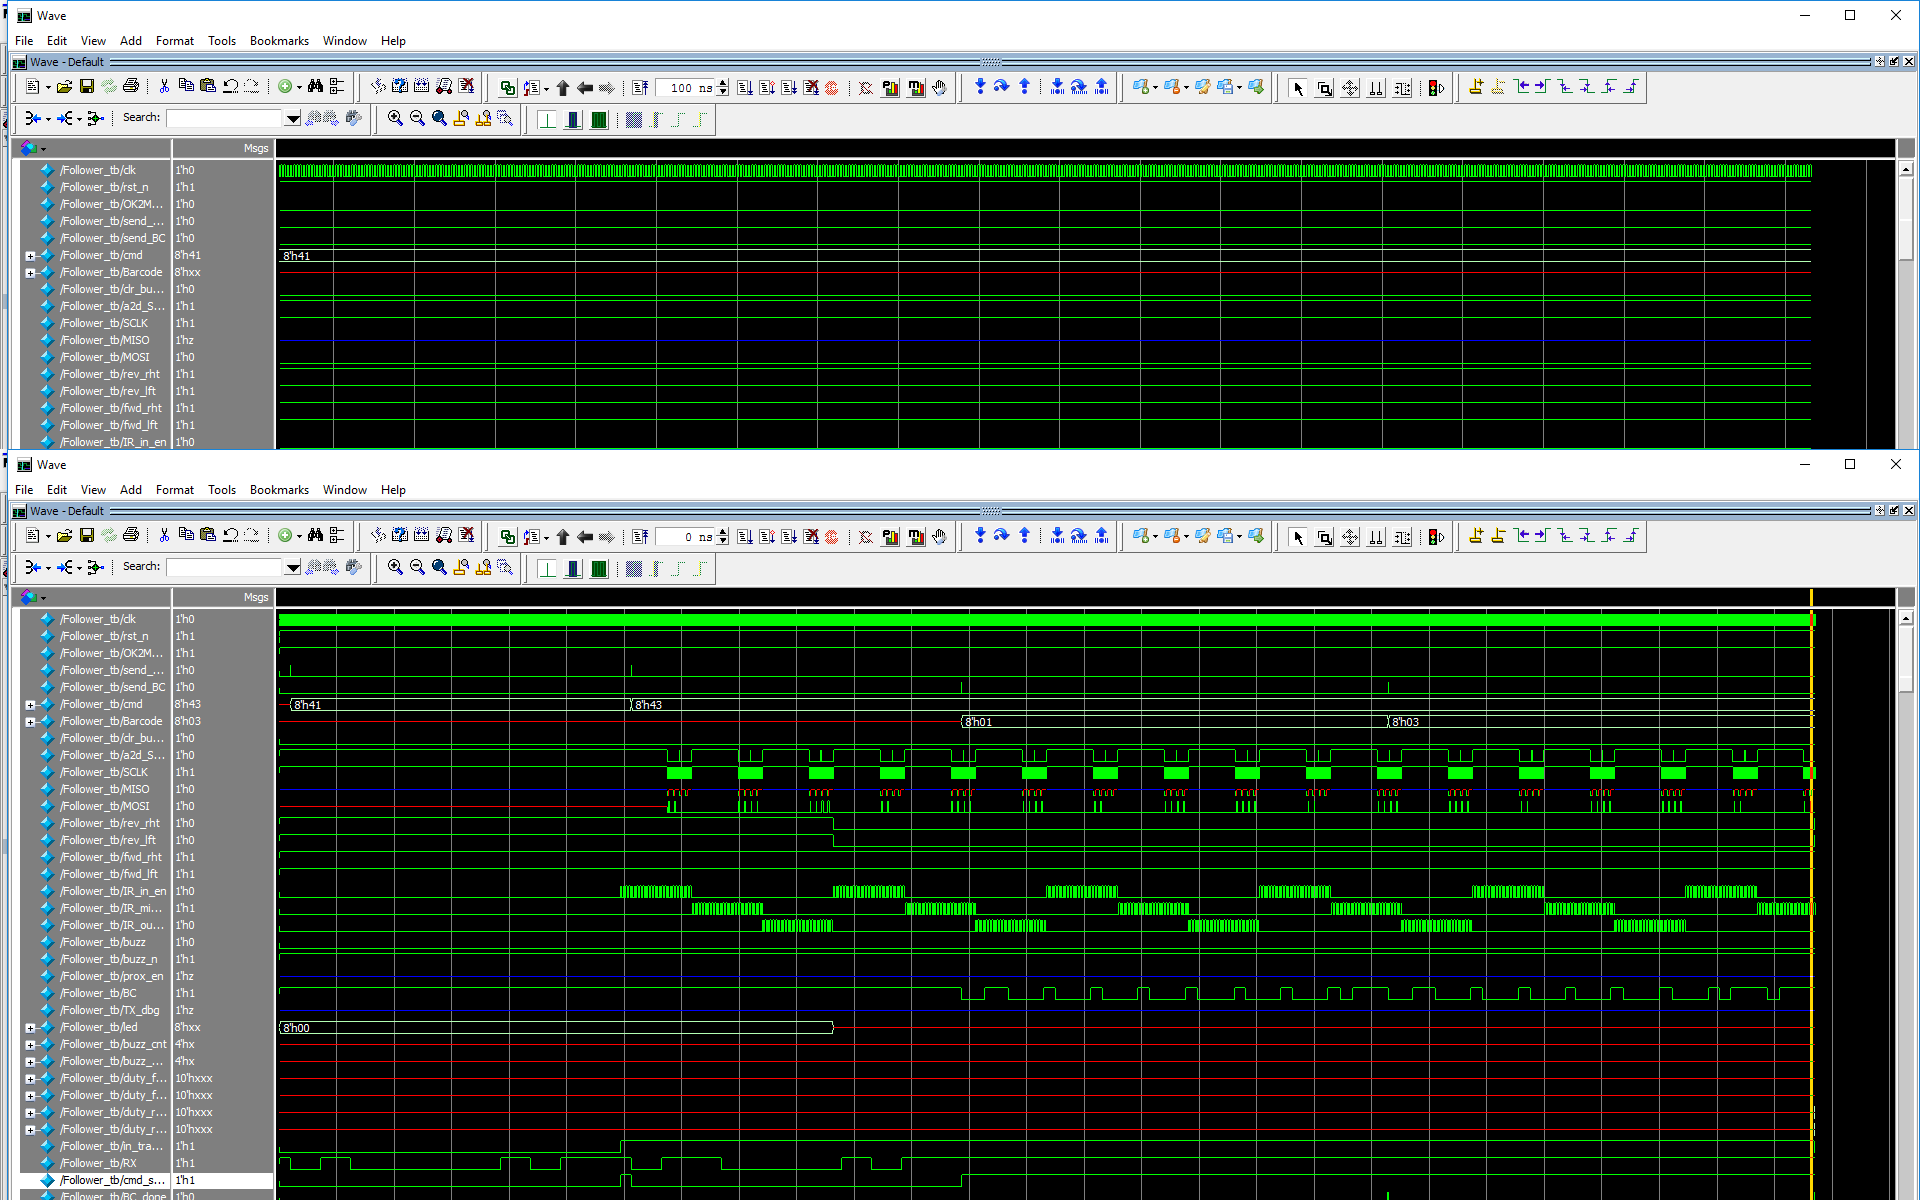 Wave
File Edit View Add Format Tools Bookmarks Window Help
Wave - Default
100 ns
Search:
Msgs
/Follower_tb/clk 1'h0
/Follower_tb/rst_n 1'h1
/Follower_tb/OK2M... 1'h0
/Follower_tb/send_... 1'h0
/Follower_tb/send_BC 1'h0
/Follower_tb/cmd 8'h41 8'h41
/Follower_tb/Barcode 8'hxx
/Follower_tb/clr_bu... 1'h0
/Follower_tb/a2d_S... 1'h1
/Follower_tb/SCLK 1'h1
/Follower_tb/MISO 1'hz
/Follower_tb/MOSI 1'h0
/Follower_tb/rev_rht 1'h1
/Follower_tb/rev_lft 1'h1
/Follower_tb/fwd_rht 1'h1
/Follower_tb/fwd_lft 1'h1
/Follower_tb/IR_in_en 1'h0
Wave
File Edit View Add Format Tools Bookmarks Window Help
Wave - Default
0 ns
Search:
Msgs
/Follower_tb/clk 1'h0
/Follower_tb/rst_n 1'h1
/Follower_tb/OK2M... 1'h1
/Follower_tb/send_... 1'h0
/Follower_tb/send_BC 1'h0
/Follower_tb/cmd 8'h43 8'h41 8'h43
/Follower_tb/Barcode 8'h03 8'h01 8'h03
/Follower_tb/clr_bu... 1'h0
/Follower_tb/a2d_S... 1'h0
/Follower_tb/SCLK 1'h1
/Follower_tb/MISO 1'h0
/Follower_tb/MOSI 1'h0
/Follower_tb/rev_rht 1'h0
/Follower_tb/rev_lft 1'h0
/Follower_tb/fwd_rht 1'h1
/Follower_tb/fwd_lft 1'h1
/Follower_tb/IR_in_en 1'h0
/Follower_tb/IR_mi... 1'h1
/Follower_tb/IR_ou... 1'h0
/Follower_tb/buzz 1'h0
/Follower_tb/buzz_n 1'h1
/Follower_tb/prox_en 1'hz
/Follower_tb/BC 1'h1
/Follower_tb/TX_dbg 1'hz
/Follower_tb/led 8'hxx 8'h00
/Follower_tb/buzz_cnt 4'hx
/Follower_tb/buzz_... 4'hx
/Follower_tb/duty_f... 10'hxxx
/Follower_tb/duty_f... 10'hxxx
/Follower_tb/duty_r... 10'hxxx
/Follower_tb/duty_r... 10'hxxx
/Follower_tb/in_tra... 1'h1
/Follower_tb/RX 1'h1
/Follower_tb/cmd_s... 1'h1
/Follower_tb/BC_done 1'h0